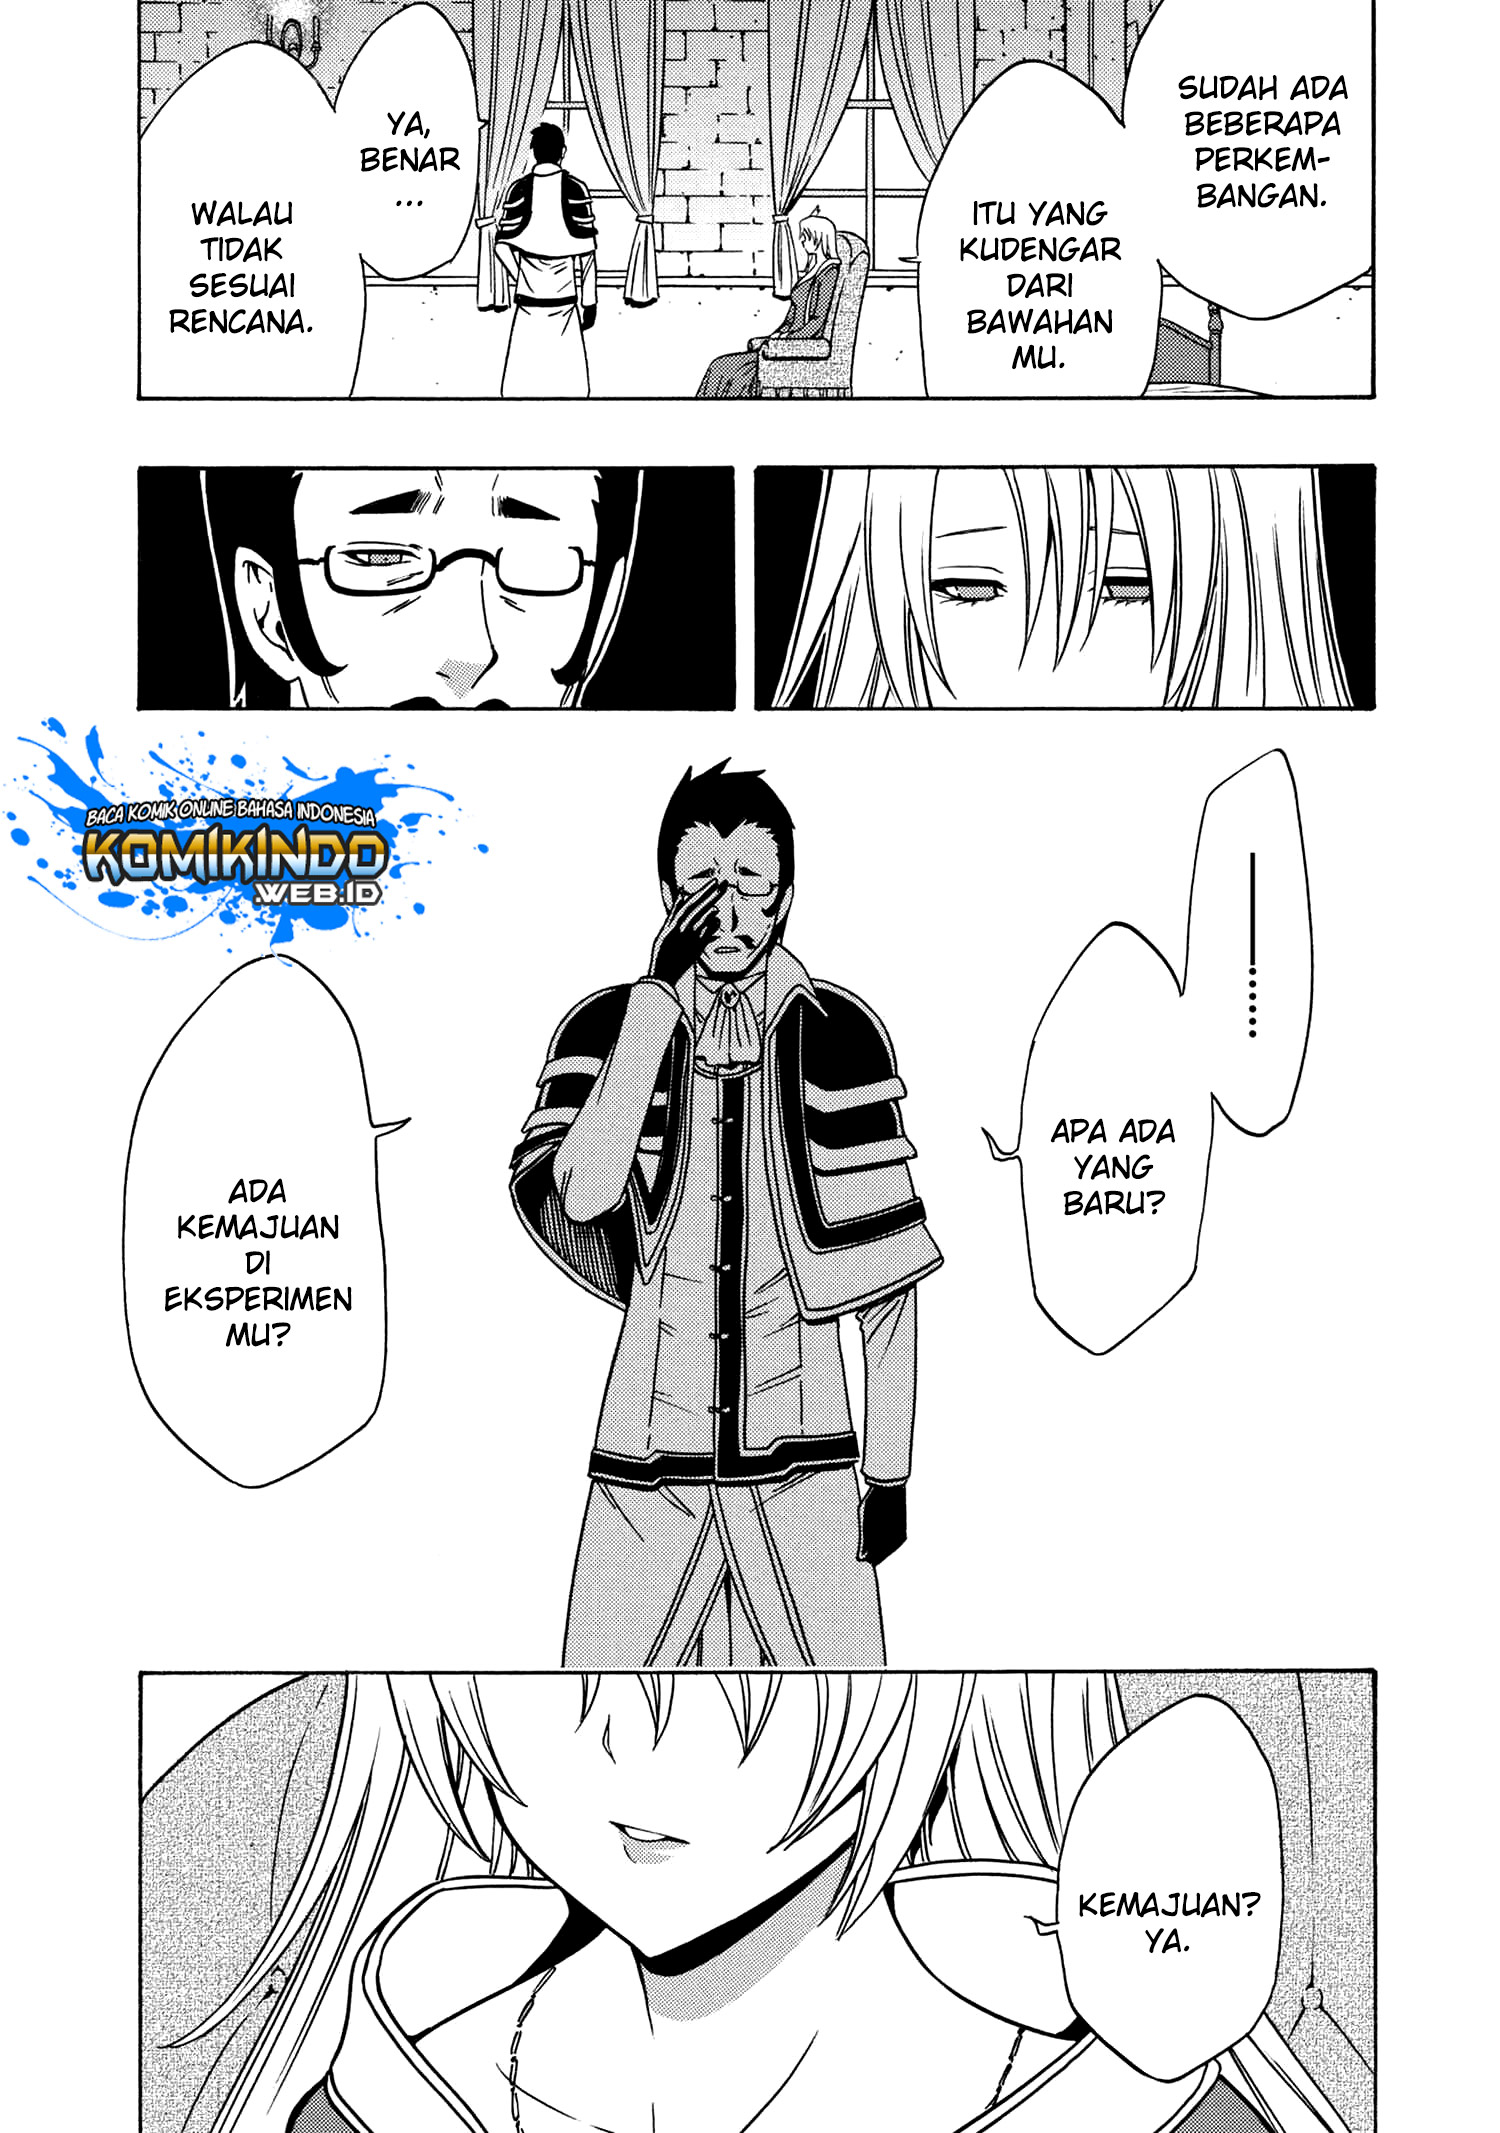 SUDAH ADA
BEBERAPA
PERKEM-
BANGAN.
ITU YANG
KUDENGAR
DARI
BAWAHAN
MU.
YA,
BENAR
...
WALAU
TIDAK
SESUAI
RENCANA.
BACA KOMIK ONLINE BAHASA INDONESIA
KOMIKINDO
.WEB.ID
APA ADA
YANG
BARU?
ADA
KEMAJUAN
DI
EKSPERIMEN
MU?
KEMAJUAN?
YA.